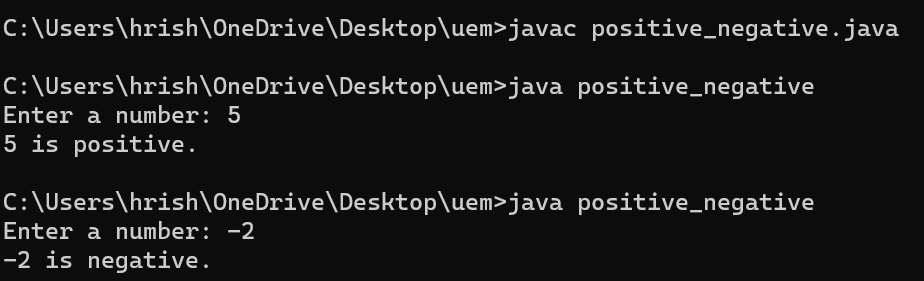 C:\Users\hrish\OneDrive\Desktop\uem>javac positive_negative.java
C:\Users\hrish\OneDrive\Desktop\uem>java positive_negative
Enter a number: 5
5 is positive.
C:\Users\hrish\OneDrive\Desktop\uem>java positive_negative
Enter a number: -2
-2 is negative.